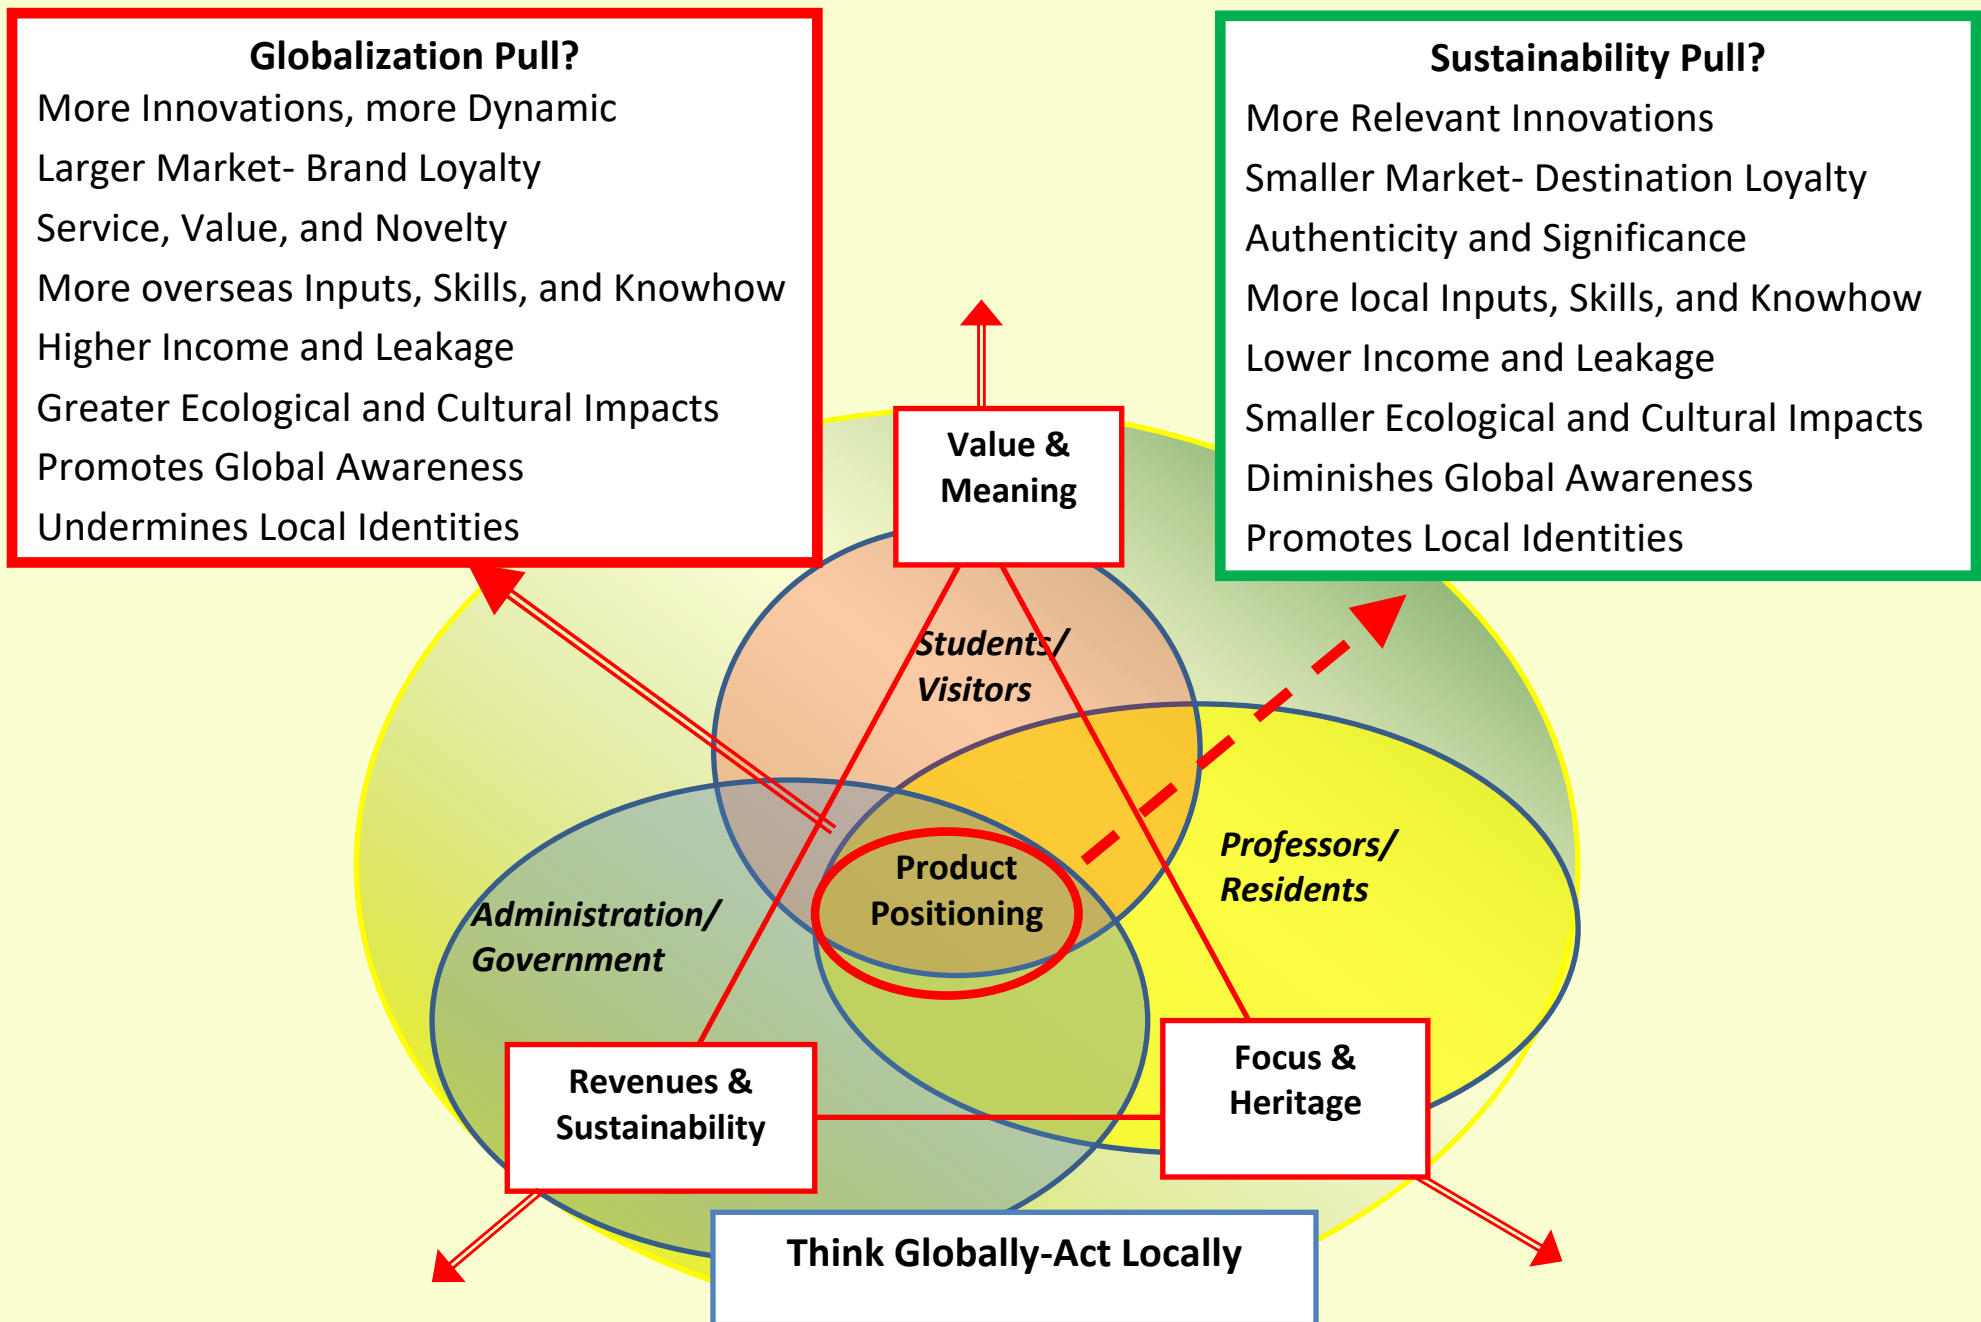 Globalization Pull?
More Innovations, more Dynamic
Larger Market- Brand Loyalty
Service, Value, and Novelty
More overseas Inputs, Skills, and Knowhow
Higher Income and Leakage
Greater Ecological and Cultural Impacts
Promotes Global Awareness
Undermines Local Identities
Sustainability Pull?
More Relevant Innovations
Smaller Market- Destination Loyalty
Authenticity and Significance
More local Inputs, Skills, and Knowhow
Lower Income and Leakage
Smaller Ecological and Cultural Impacts
Diminishes Global Awareness
Promotes Local Identities
Value &
Meaning
Students/
Visitors
Professors/
Residents
Product
Positioning
Administration/
Government
Revenues &
Sustainability
Focus &
Heritage
Think Globally-Act Locally